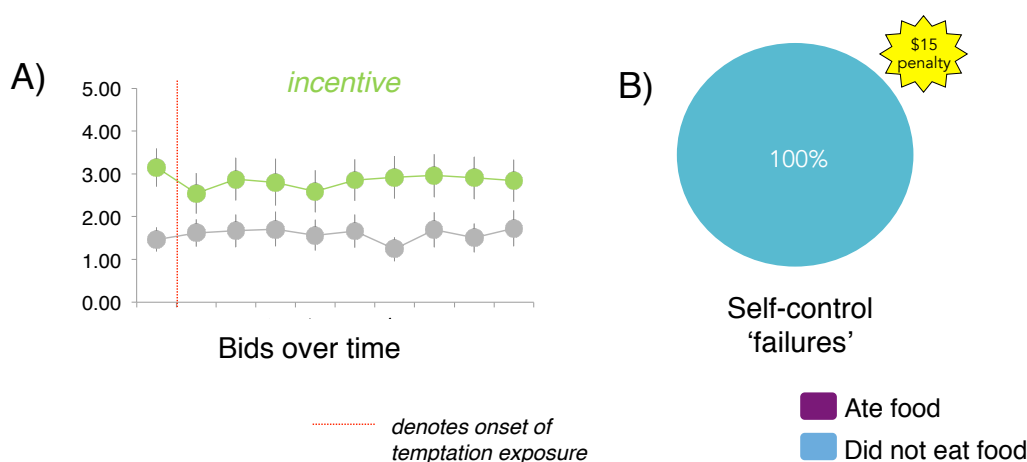 A)
incentive
5.00
4.00
3.00
2.00
1.00
0.00
Bids over time
denotes onset of
temptation exposure
B)
$15
penalty
100%
Self-control
‘failures’
Ate food
Did not eat food